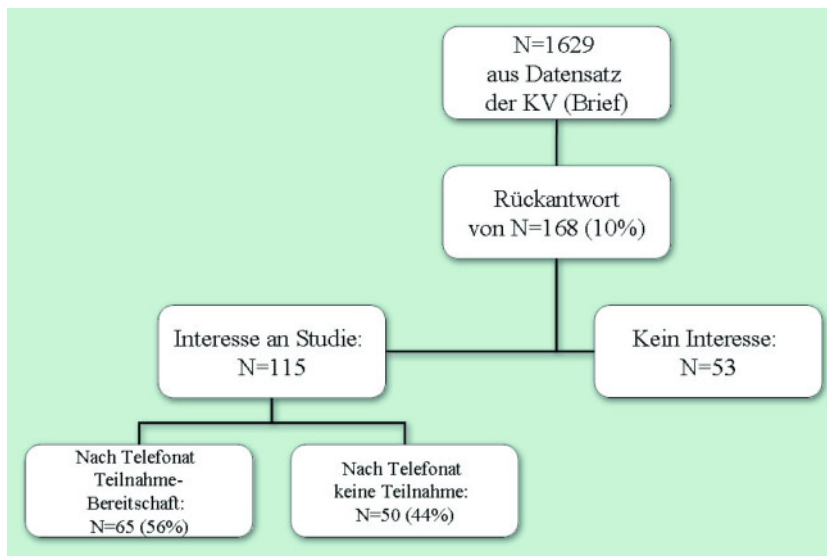 N=1629
aus Datensatz
der KV (Brief)
Rückantwort
von N=168 (10%)
Interesse an Studie:
N=115
Kein Interesse:
N=53
Nach Telefonat
Teilnahme-
Bereitschaft:
N=65 (56%)
Nach Telefonat
keine Teilnahme:
N=50 (44%)